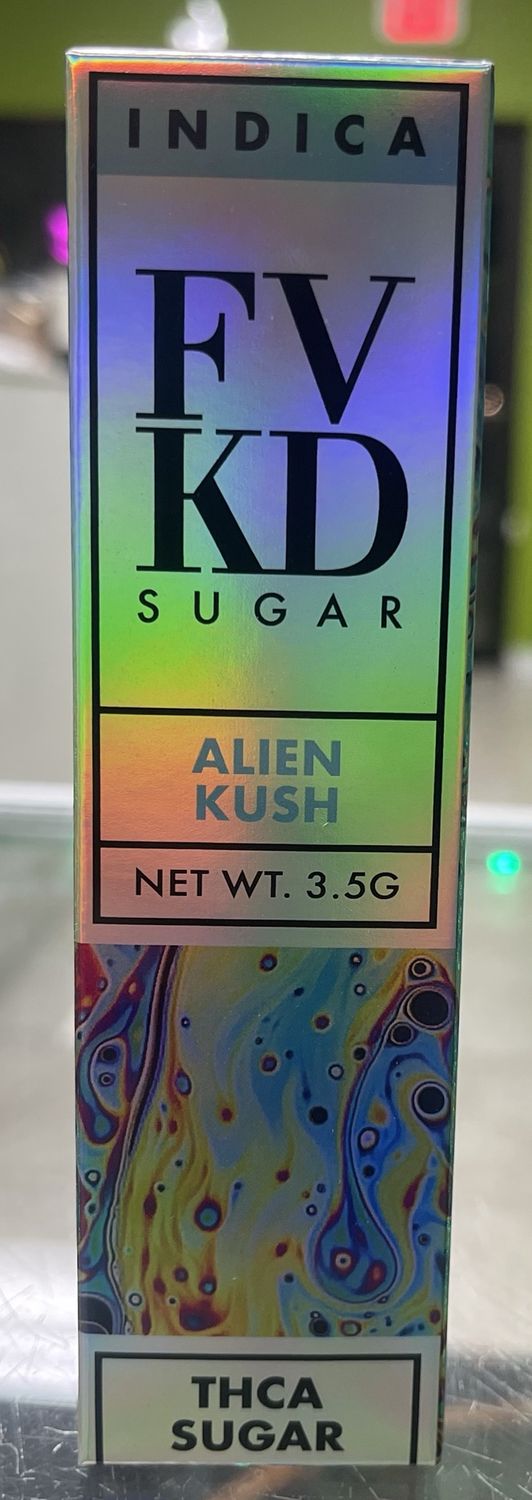 INDICA
FV
KD
SUGAR
ALIEN
KUSH
NET WT. 3.5G
THCA
SUGAR